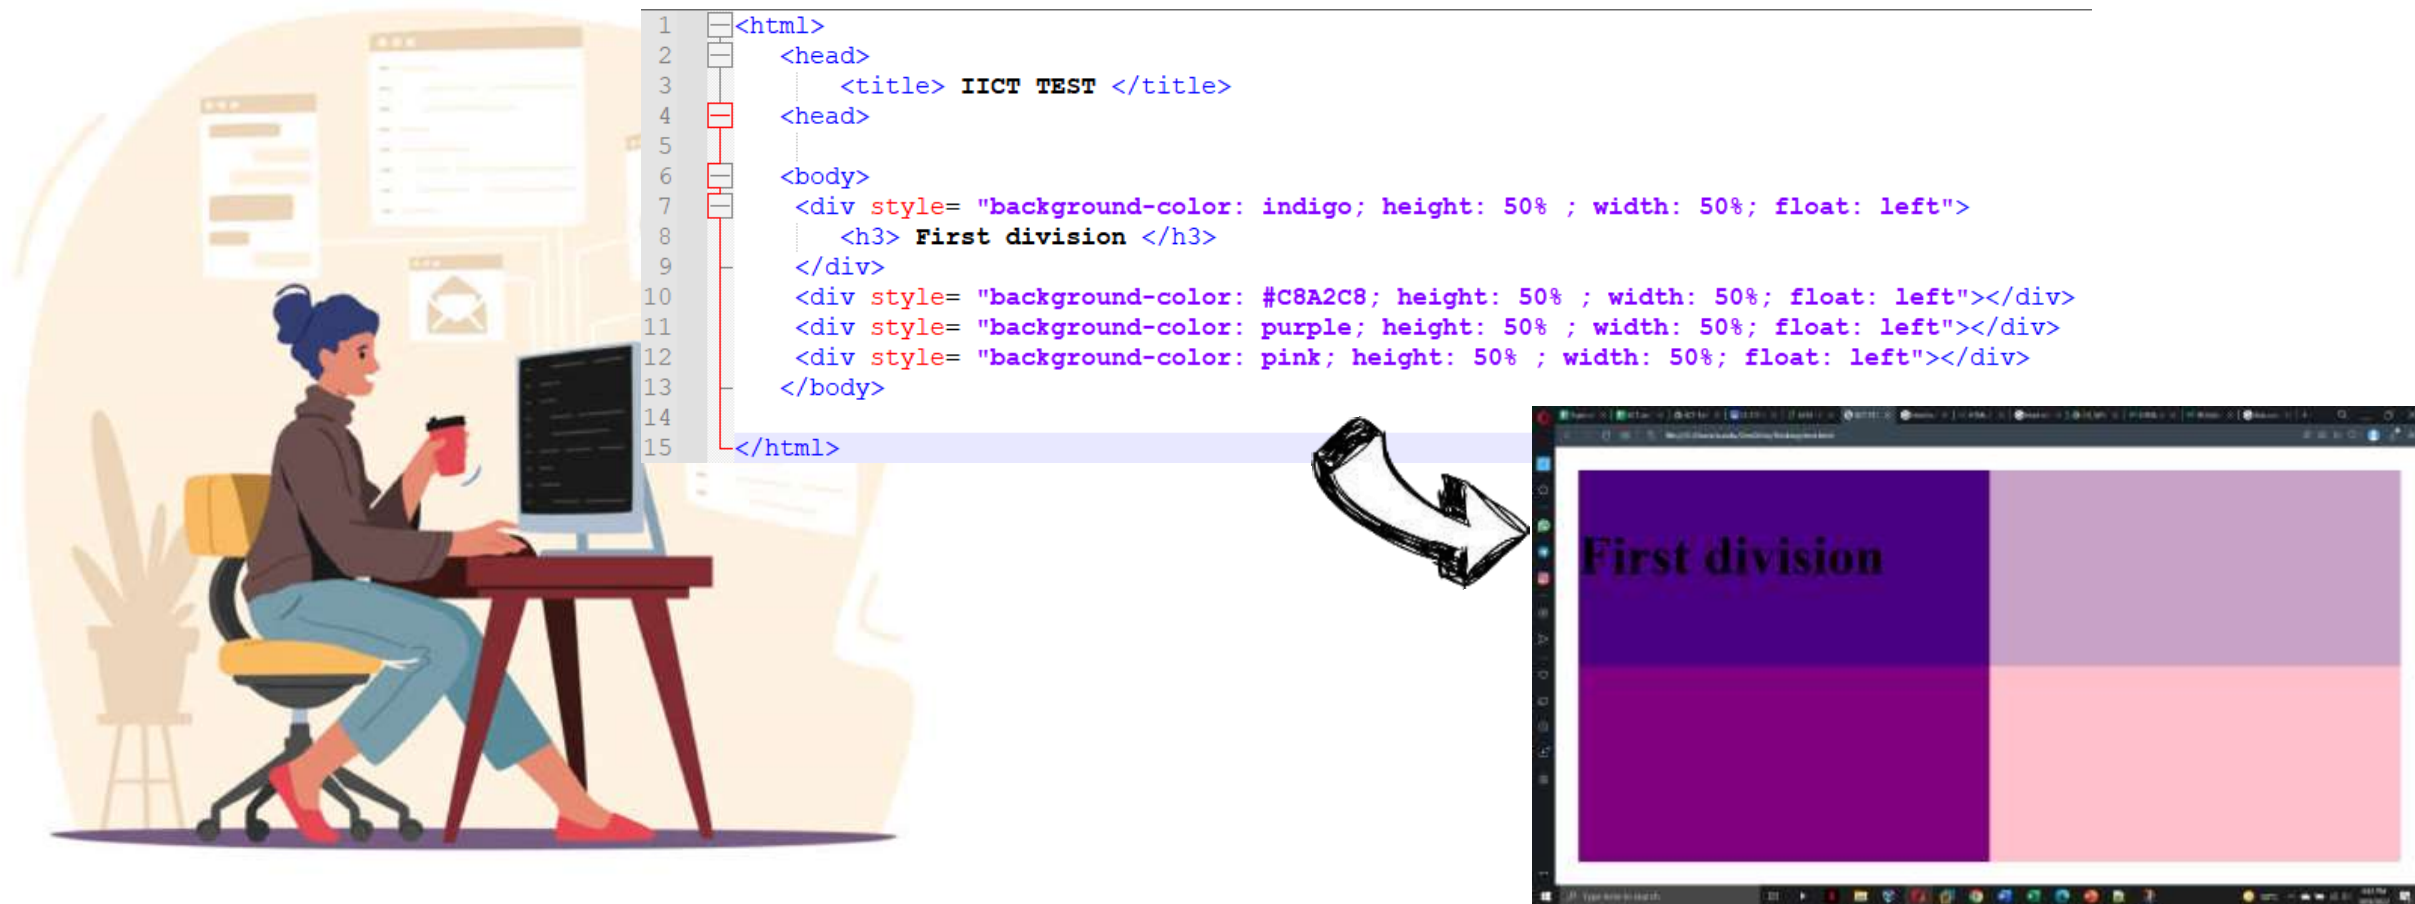 1 <html>
2 <head>
3 <title> IICT TEST </title>
4 <head>
5
6 <body>
7 <div style= "background-color: indigo; height: 50% ; width: 50%; float: left">
8 <h3> First division </h3>
9 </div>
10 <div style= "background-color: #C8A2C8; height: 50% ; width: 50%; float: left"></div>
11 <div style= "background-color: purple; height: 50% ; width: 50%; float: left"></div>
12 <div style= "background-color: pink; height: 50% ; width: 50%; float: left"></div>
13 </body>
14
15 </html>
First division
Type here to search